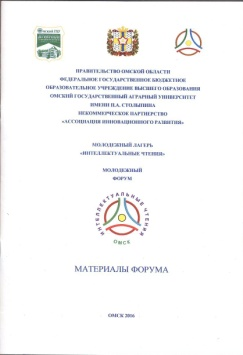 ПРАВИТЕЛЬСТВО ОМСКОЙ ОБЛАСТИ
ФЕДЕРАЛЬНОЕ ГОСУДАРСТВЕННОЕ БЮДЖЕТНОЕ
ОБРАЗОВАТЕЛЬНОЕ УЧРЕЖДЕНИЕ ВЫСШЕГО ОБРАЗОВАНИЯ
ОМСКИЙ ГОСУДАРСТВЕННЫЙ АГРАРНЫЙ УНИВЕРСИТЕТ
ИМЕНИ П.А. СТОЛЫПИНА
НЕКОММЕРЧЕСКОЕ ПАРТНЕРСТВО
«АССОЦИАЦИЯ ИННОВАЦИОННОГО РАЗВИТИЯ»
МОЛОДЕЖНЫЙ ЛАГЕРЬ
«ИНТЕЛЛЕКТУАЛЬНЫЕ ЧТЕНИЯ»
МОЛОДЕЖНЫЙ
ФОРУМ
ИНТЕЛЛЕКТУАЛЬНЫЕ ЧТЕНИЯ
ОМСК
МАТЕРИАЛЫ ФОРУМА
ОМСК 2016